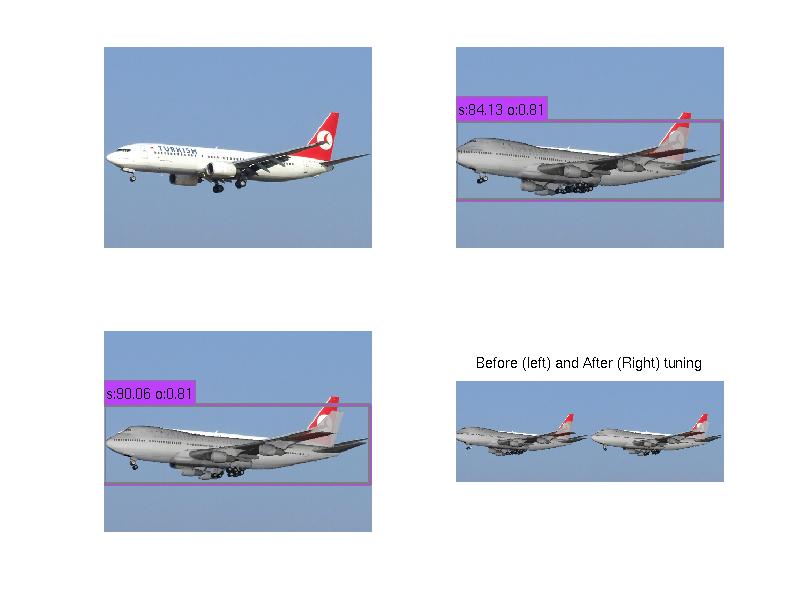 TURKISH
s:84.13 o:0.81
s:90.06 o:0.81
Before (left) and After (Right) tuning